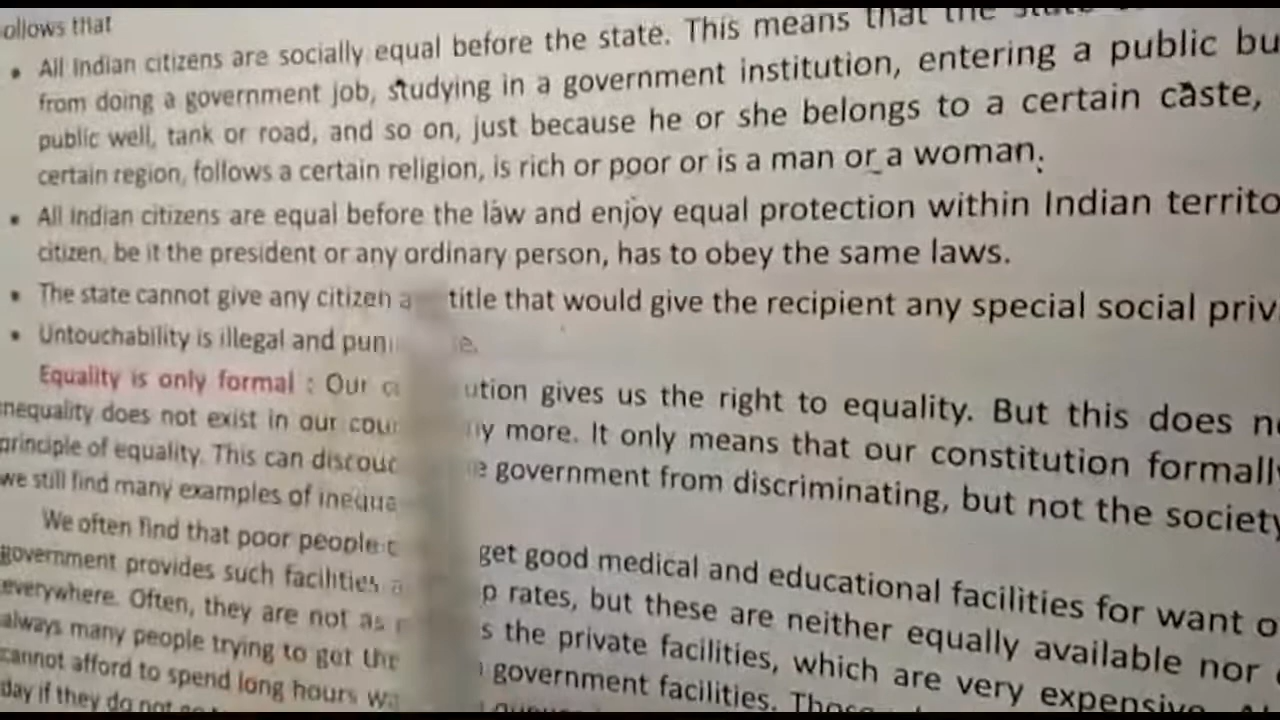 ollows that
• All Indian citizens are socially equal before the state. This means that the state
from doing a government job, studying in a government institution, entering a public bu
public well, tank or road, and so on, just because he or she belongs to a certain caste,
certain region, follows a certain religion, is rich or poor or is a man or a woman.
• All Indian citizens are equal before the law and enjoy equal protection within Indian territo
citizen, be it the president or any ordinary person, has to obey the same laws.
• The state cannot give any citizen a title that would give the recipient any special social priv
• Untouchability is illegal and pun e.
Equality is only formal : Our c ution gives us the right to equality. But this does n
nequality does not exist in our cou ny more. It only means that our constitution formall
principle of equality. This can discou e government from discriminating, but not the society
we still find many examples of inequa
We often find that poor people get good medical and educational facilities for want o
government provides such facilities a p rates, but these are neither equally available nor
everywhere. Often, they are not as s the private facilities, which are very expensive.
always many people trying to get the government facilities.
cannot afford to spend long hours
day if they do not